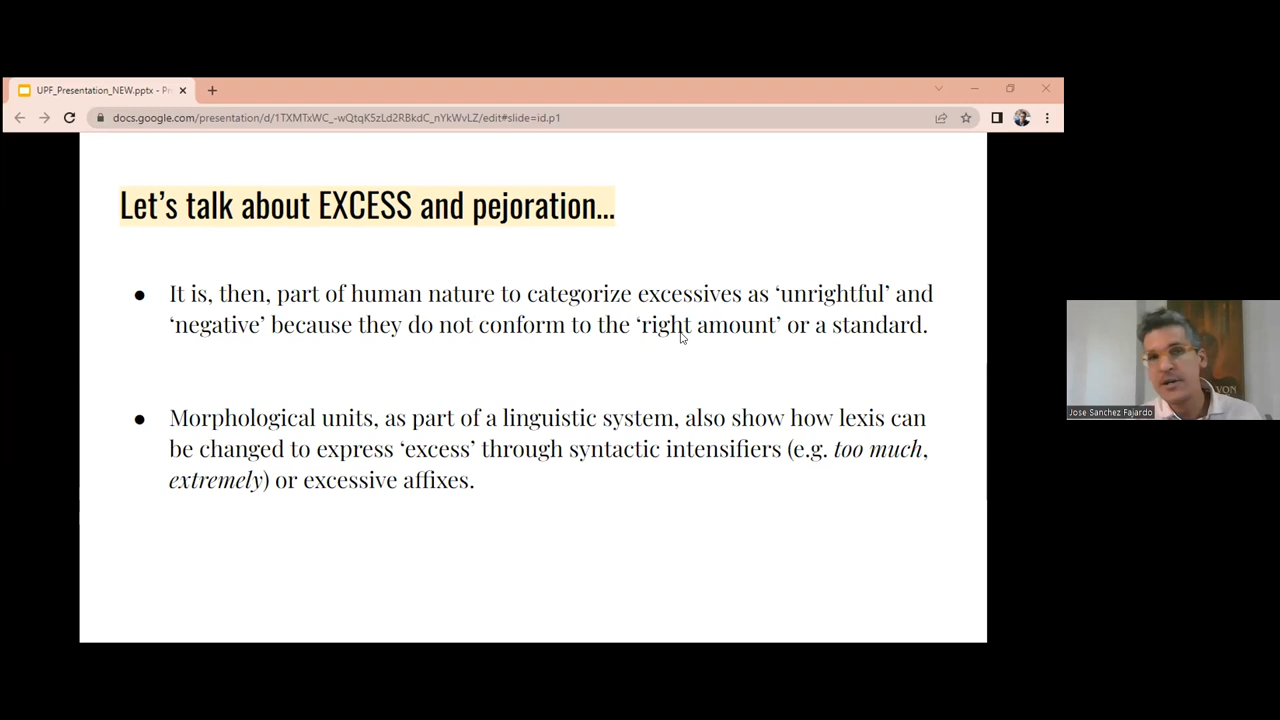 UPF_Presentation_NEW.pptx - Pr
docs.google.com/presentation/d/1TXMTxWC_-wQtqK5zLd2RBkdC_nYkWvLZ/edit#slide=id.p1
Let’s talk about EXCESS and pejoration...
● It is, then, part of human nature to categorize excessives as ‘unrightful’ and
‘negative’ because they do not conform to the ‘right amount’ or a standard.
● Morphological units, as part of a linguistic system, also show how lexis can
be changed to express ‘excess’ through syntactic intensifiers (e.g. too much,
extremely) or excessive affixes.
VON
Jose Sanchez Fajardo